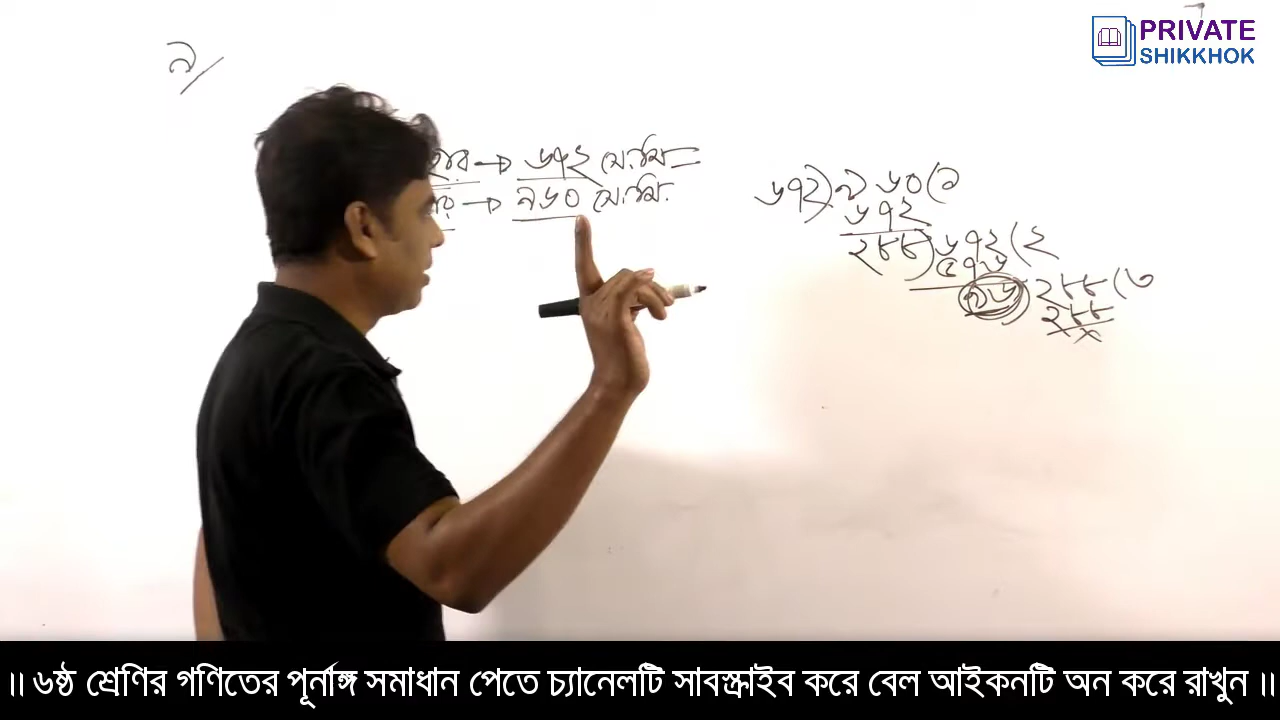 PRIVATE
SHIKKHOK
৯/
→ ৬৭২ সে.মি.
→ ৯৬০ সে.মি.
৬৭২)৯৬০(১
৬৭২
২৮৮)৬৭২(২
৫৭৬
৯৬)২৮৮(৩
২৮৮
×
॥ ৬ষ্ঠ শ্রেণির গণিতের পূর্নাঙ্গ সমাধান পেতে চ্যানেলটি সাবস্ক্রাইব করে বেল আইকনটি অন করে রাখুন ॥